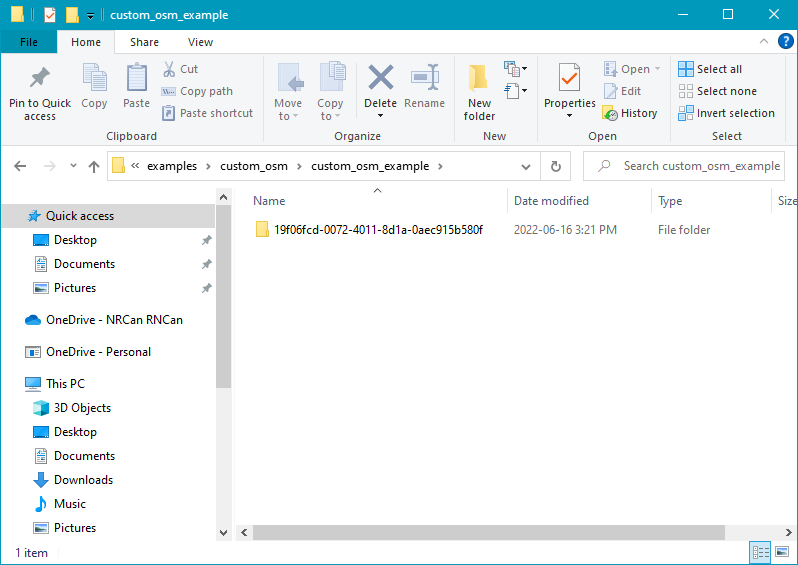 custom_osm_example
File Home Share View
Pin to Quick access
Copy
Paste
Cut
Copy path
Paste shortcut
Clipboard
Move to
Copy to
Delete
Rename
Organize
New folder
New
Properties
Open
Edit
History
Open
Select all
Select none
Invert selection
Select
« examples > custom_osm > custom_osm_example >
Search custom_osm_example
Quick access
Desktop
Documents
Pictures
OneDrive - NRCan RNCan
OneDrive - Personal
This PC
3D Objects
Desktop
Documents
Downloads
Music
Pictures
Name Date modified Type Size
19f06fcd-0072-4011-8d1a-0aec915b580f 2022-06-16 3:21 PM File folder
1 item